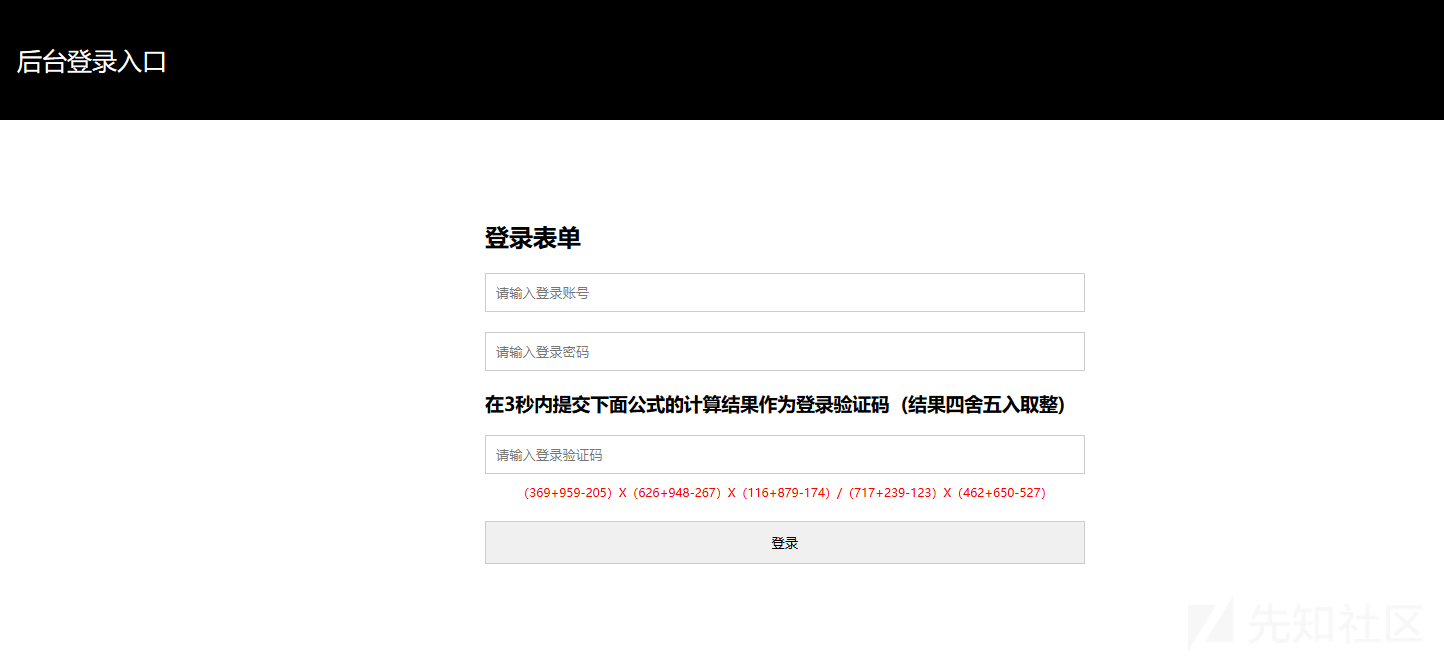 后台登录入口
登录表单
请输入登录账号
请输入登录密码
在3秒内提交下面公式的计算结果作为登录验证码（结果四舍五入取整)
请输入登录验证码
（369+959-205）X（626+948-267）X（116+879-174）/（717+239-123）X（462+650-527）
登录
先知社区